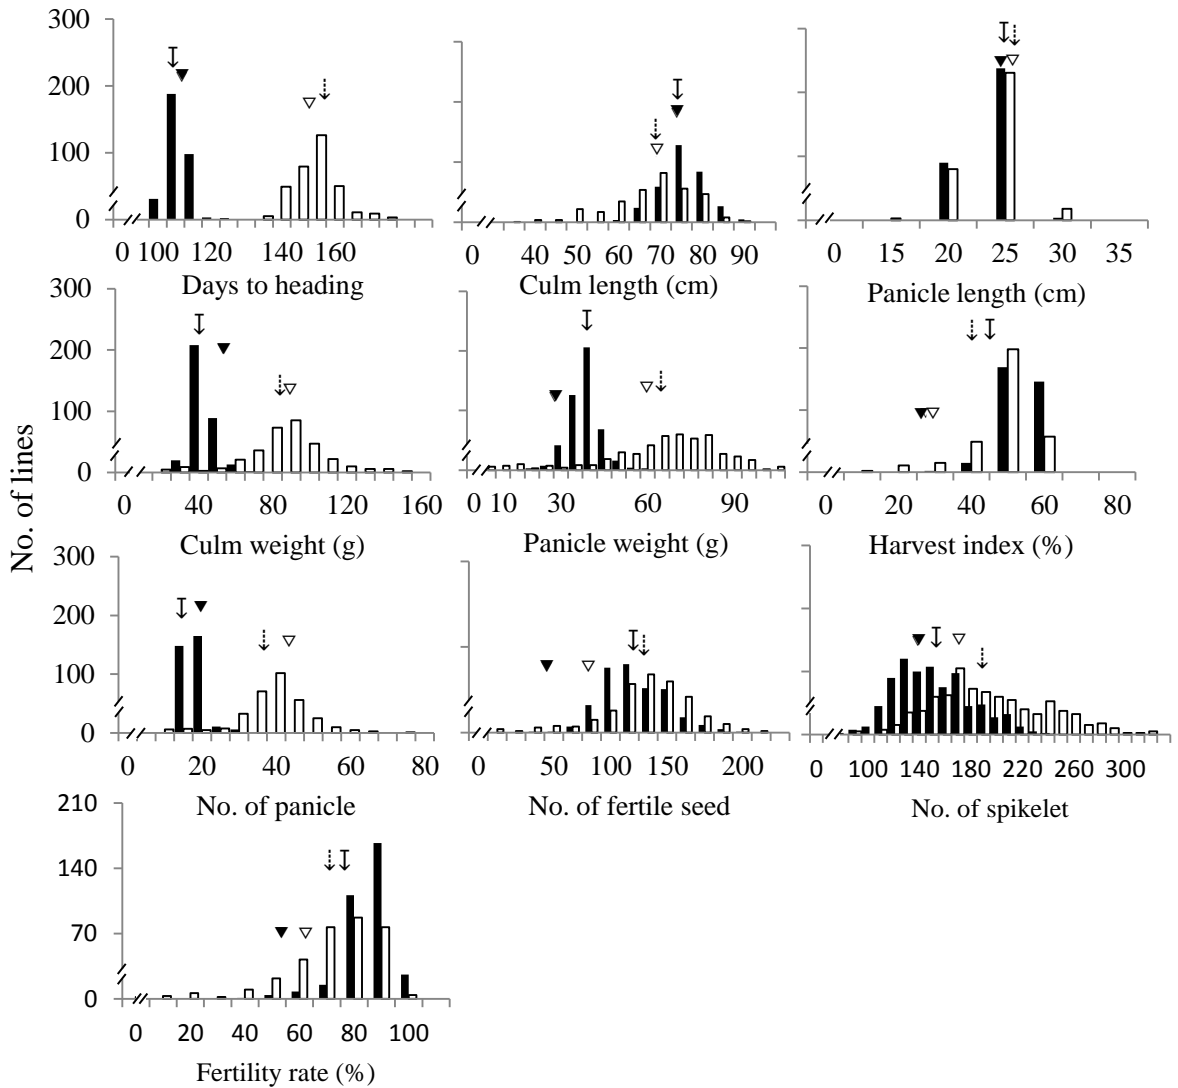 No. of lines
300
200
100
0
0 100 120 140 160
Days to heading
0 40 50 60 70 80 90
Culm length (cm)
0 15 20 25 30 35
Panicle length (cm)
300
200
100
0
0 40 80 120 160
Culm weight (g)
0 10 30 60 90
Panicle weight (g)
0 20 40 60 80
Harvest index (%)
300
200
100
0
0 20 40 60 80
No. of panicle
0 50 100 150 200
No. of fertile seed
0 100 140 180 220 260 300
No. of spikelet
210
140
70
0
0 20 40 60 80 100
Fertility rate (%)